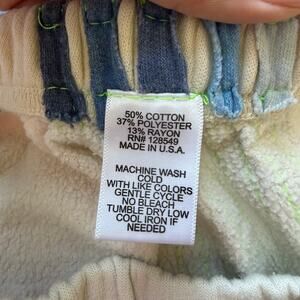 50% COTTON
37% POLYESTER
13% RAYON
RN# 128549
MADE IN U.S.A.
MACHINE WASH
COLD
WITH LIKE COLORS
GENTLE CYCLE
NO BLEACH
TUMBLE DRY LOW
COOL IRON IF
NEEDED